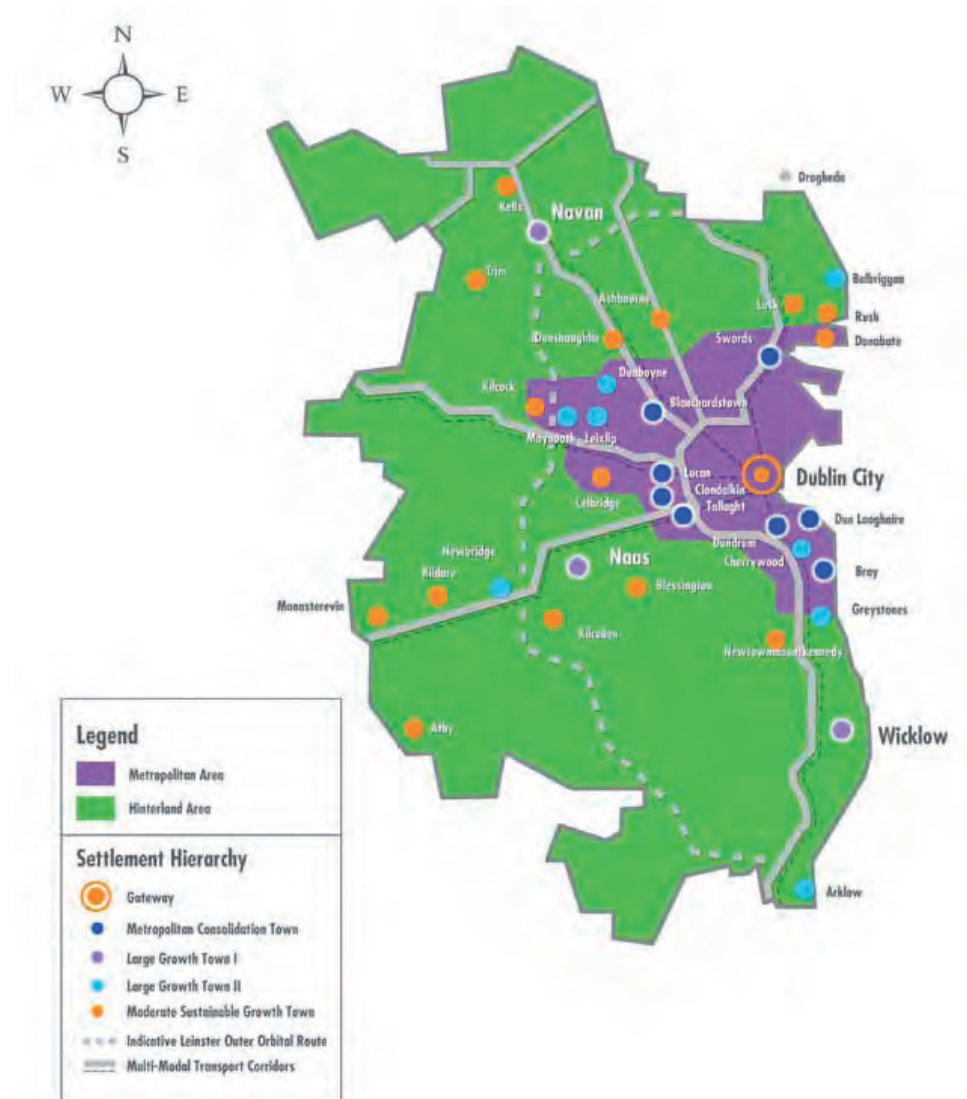 N
W E
S
Drogheda
Kells
Navan
Trim
Balbriggan
Ashbourne
Lusk
Rush
Dunshaughlin
Swords
Donabate
Dunboyne
Kilcock
Blanchardstown
Maynooth
Leixlip
Lucan
Dublin City
Clondalkin
Celbridge
Tallaght
Dun Laoghaire
Dundrum
Newbridge
Naas
Cherrywood
Kildare
Bray
Blessington
Monasterevin
Greystones
Kilcullen
Newtownmountkennedy
Athy
Wicklow
Arklow
Legend
Metropolitan Area
Hinterland Area
Settlement Hierarchy
Gateway
Metropolitan Consolidation Town
Large Growth Town I
Large Growth Town II
Moderate Sustainable Growth Town
Indicative Leinster Outer Orbital Route
Multi-Modal Transport Corridors